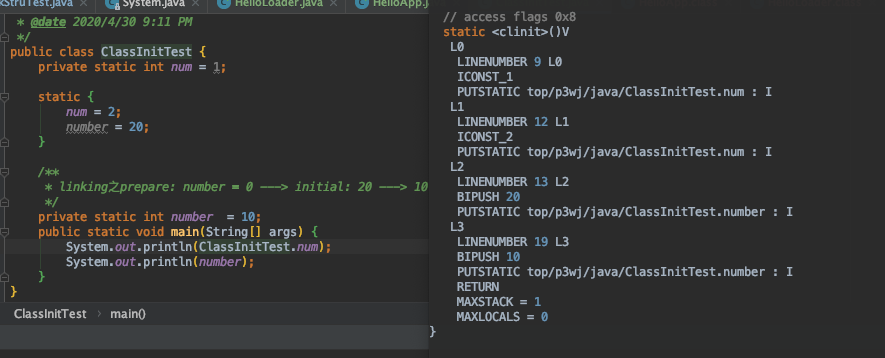 kStruTest.java
System.java
HelloLoader.java
HelloApp.java
* @date 2020/4/30 9:11 PM
*/
public class ClassInitTest {
private static int num = 1;
static {
num = 2;
number = 20;
}
/**
* linking之prepare: number = 0 ---> initial: 20 ---> 10
*/
private static int number  = 10;
public static void main(String[] args) {
System.out.println(ClassInitTest.num);
System.out.println(number);
}
}
ClassInitTest › main()
// access flags 0x8
static <clinit>()V
L0
LINENUMBER 9 L0
ICONST_1
PUTSTATIC top/p3wj/java/ClassInitTest.num : I
L1
LINENUMBER 12 L1
ICONST_2
PUTSTATIC top/p3wj/java/ClassInitTest.num : I
L2
LINENUMBER 13 L2
BIPUSH 20
PUTSTATIC top/p3wj/java/ClassInitTest.number : I
L3
LINENUMBER 19 L3
BIPUSH 10
PUTSTATIC top/p3wj/java/ClassInitTest.number : I
RETURN
MAXSTACK = 1
MAXLOCALS = 0
}